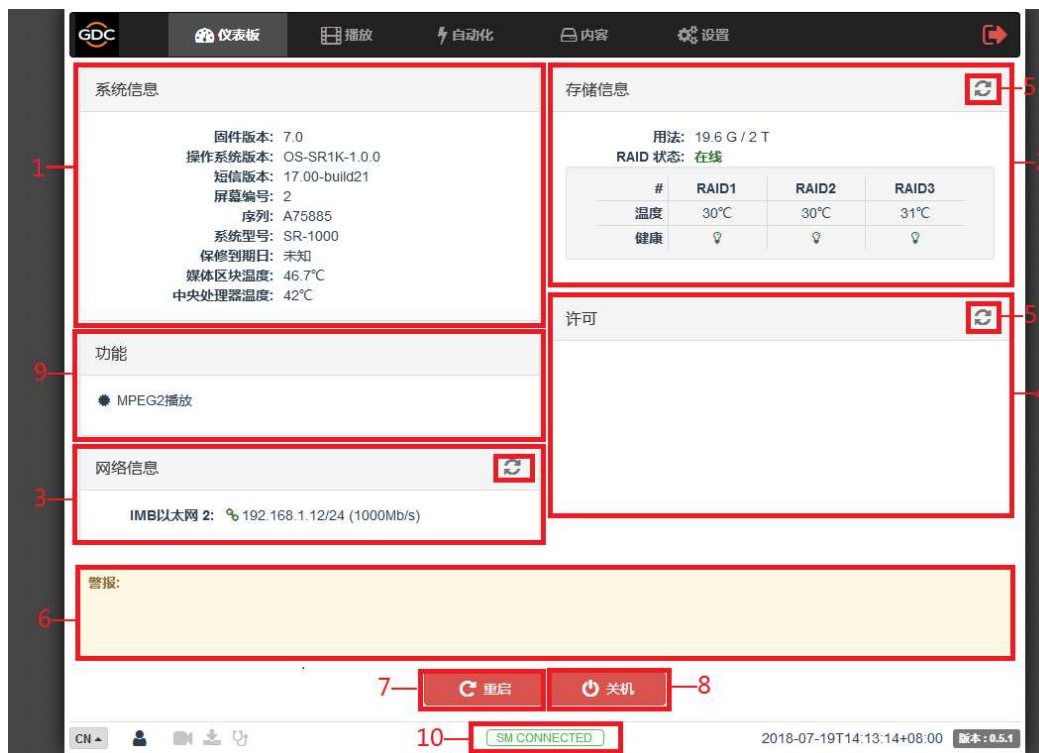 GDC 仪表板 播放 自动化 内容 设置
系统信息
固件版本: 7.0
操作系统版本: OS-SR1K-1.0.0
短信版本: 17.00-build21
屏幕编号: 2
序列: A75885
系统型号: SR-1000
保修到期日: 未知
媒体区块温度: 46.7℃
中央处理器温度: 42℃
1
存储信息
5
用法: 19.6 G / 2 T
RAID 状态: 在线
# RAID1 RAID2 RAID3
温度 30℃ 30℃ 31℃
健康
功能
9
MPEG2播放
许可
5
网络信息
3
IMB以太网 2: 192.168.1.12/24 (1000Mb/s)
警报:
6
7 重启 关机 8
CN 10 SM CONNECTED 2018-07-19T14:13:14+08:00 版本 : 0.5.1